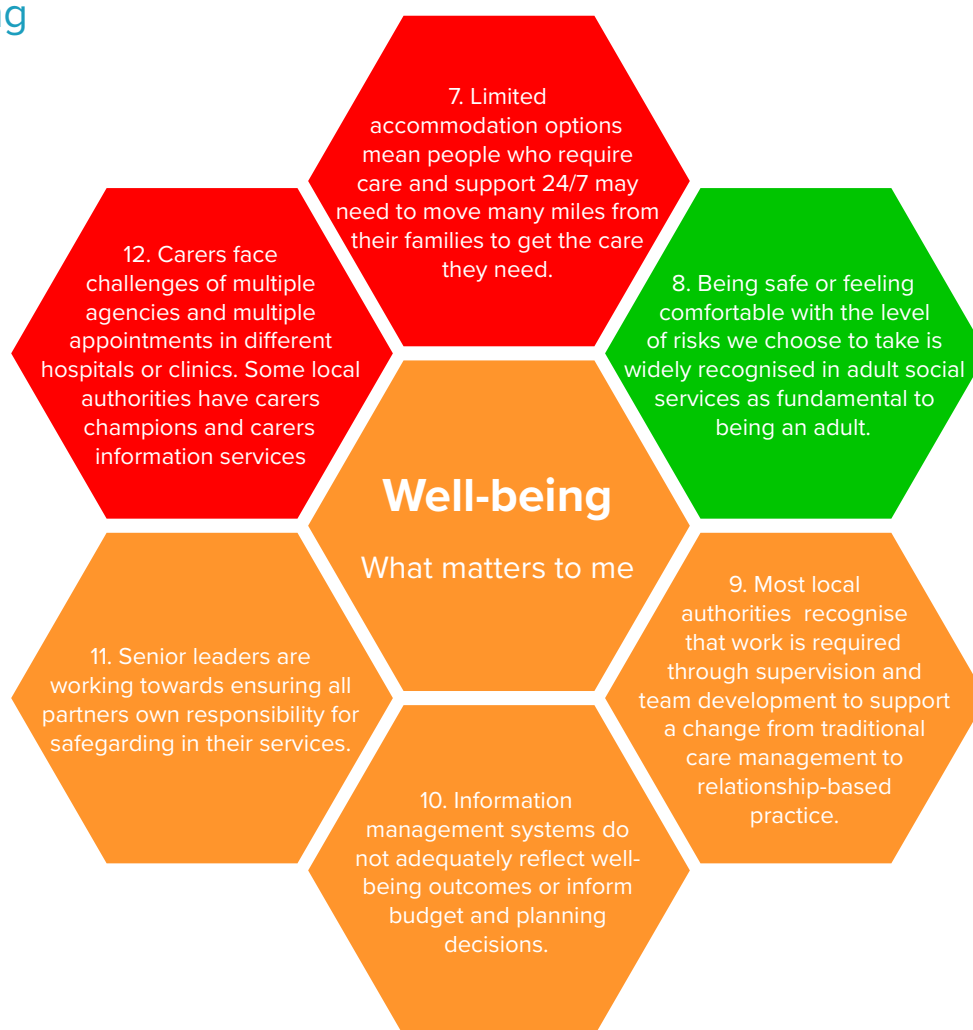 ng
7. Limited
accommodation options
mean people who require
care and support 24/7 may
need to move many miles from
their families to get the care
they need.
12. Carers face
challenges of multiple
agencies and multiple
appointments in different
hospitals or clinics. Some local
authorities have carers
champions and carers
information services
8. Being safe or feeling
comfortable with the level
of risks we choose to take is
widely recognised in adult social
services as fundamental to
being an adult.
Well-being
What matters to me
9. Most local
authorities  recognise
that work is required
through supervision and
team development to support
a change from traditional
care management to
relationship-based
practice.
11. Senior leaders are
working towards ensuring all
partners own responsibility for
safegarding in their services.
10. Information
management systems do
not adequately reflect well-
being outcomes or inform
budget and planning
decisions.